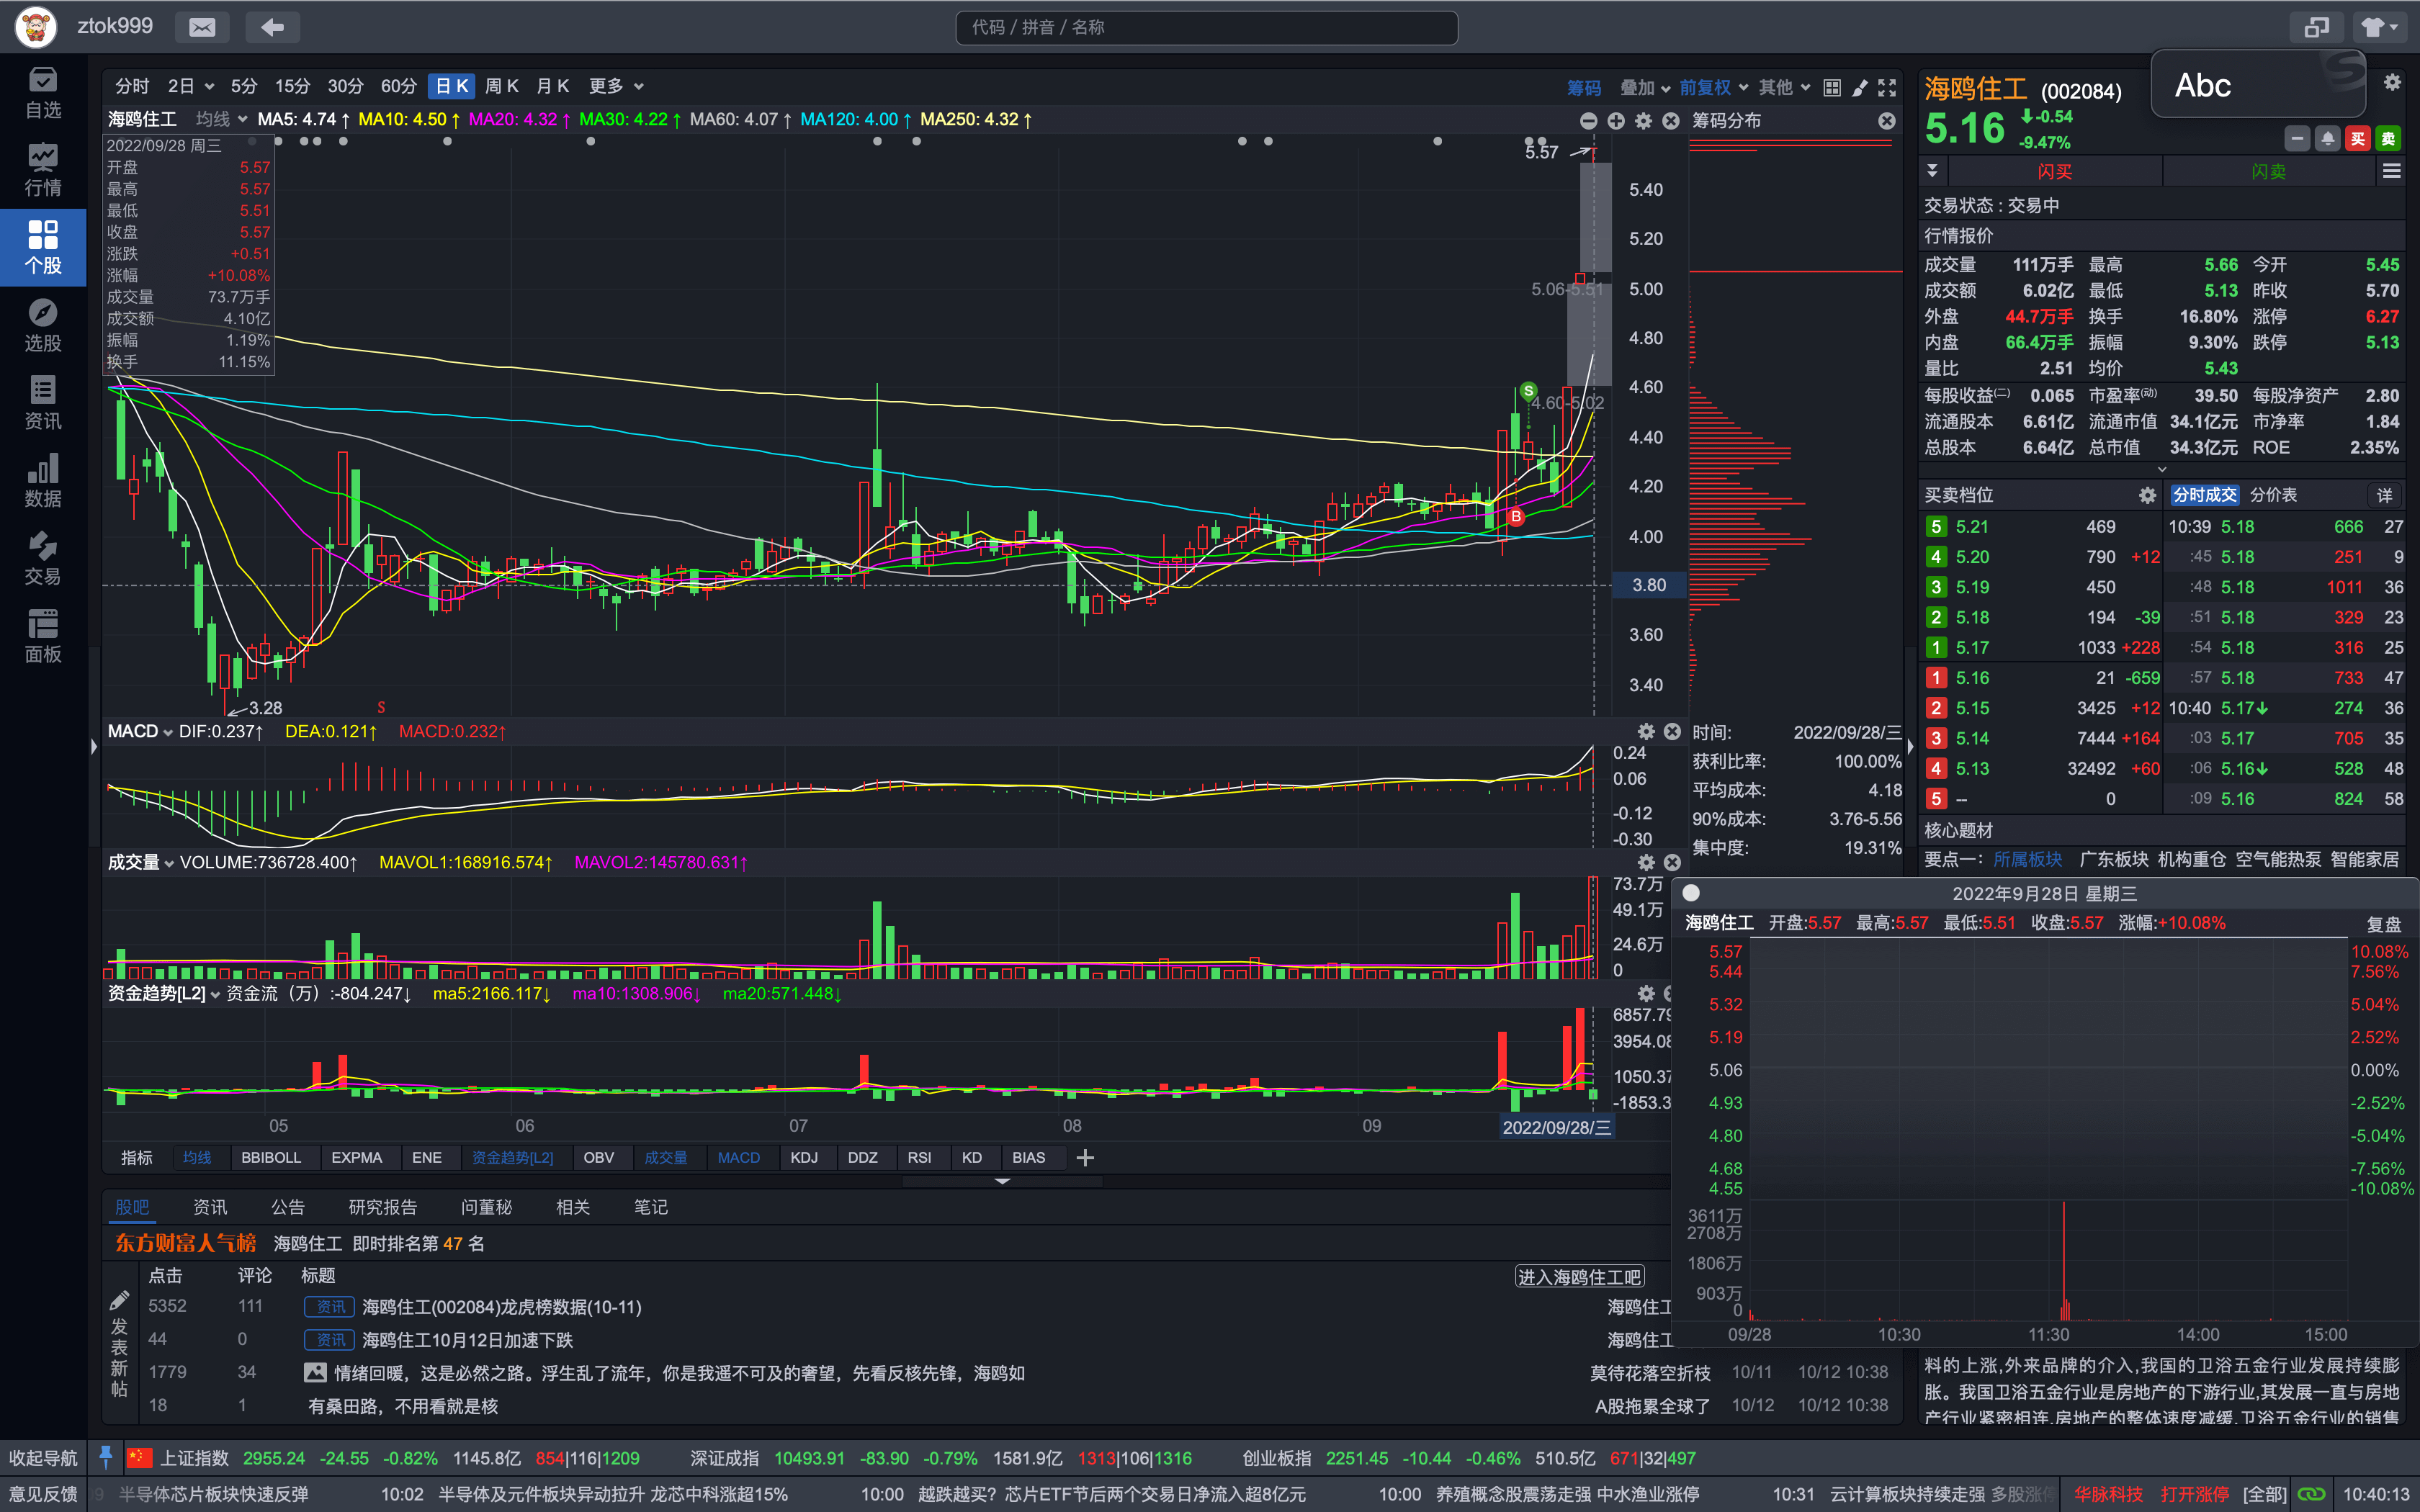 ztok999
代码 / 拼音 / 名称
Abc
自选
行情
个股
选股
资讯
数据
交易
面板
分时 2日 5分 15分 30分 60分 日K 周K 月K 更多
筹码 叠加 前复权 其他
海鸥住工 均线 MA5: 4.74↑ MA10: 4.50↑ MA20: 4.32↑ MA30: 4.22↑ MA60: 4.07↑ MA120: 4.00↑ MA250: 4.32↑
筹码分布
2022/09/28 周三
开盘 5.57
最高 5.57
最低 5.51
收盘 5.57
涨跌 +0.51
涨幅 +10.08%
成交量 73.7万手
成交额 4.10亿
振幅 1.19%
换手 11.15%
5.57
5.40
5.20
5.00
4.80
4.60
4.40
4.20
4.00
3.80
3.60
3.40
5.06-5.51
4.60-5.02
S
B
3.28
S
MACD DIF:0.237↑ DEA:0.121↑ MACD:0.232↑
0.24
0.06
-0.12
-0.30
时间: 2022/09/28/三
获利比率: 100.00%
平均成本: 4.18
90%成本: 3.76-5.56
集中度: 19.31%
成交量 VOLUME:736728.400↑ MAVOL1:168916.574↑ MAVOL2:145780.631↑
73.7万
49.1万
24.6万
0
资金趋势[L2] 资金流（万）:-804.247↓ ma5:2166.117↓ ma10:1308.906↓ ma20:571.448↓
6857.79
3954.08
1050.37
-1853.3
05 06 07 08 09 2022/09/28/三
指标 均线 BBIBOLL EXPMA ENE 资金趋势[L2] OBV 成交量 MACD KDJ DDZ RSI KD BIAS
股吧 资讯 公告 研究报告 问董秘 相关 笔记
东方财富人气榜 海鸥住工 即时排名第 47 名
点击 评论 标题 进入海鸥住工吧
5352 111 资讯 海鸥住工(002084)龙虎榜数据(10-11) 海鸥住工
44 0 资讯 海鸥住工10月12日加速下跌 海鸥住工
1779 34 情绪回暖，这是必然之路。浮生乱了流年，你是我遥不可及的奢望，先看反核先锋，海鸥如 莫待花落空折枝 10/11 10/12 10:38
18 1 有桑田路，不用看就是核 A股拖累全球了 10/12 10/12 10:38
发表新帖
海鸥住工 (002084)
5.16 -0.54
-9.47%
买 卖
闪买 闪卖
交易状态 : 交易中
行情报价
成交量 111万手 最高 5.66 今开 5.45
成交额 6.02亿 最低 5.13 昨收 5.70
外盘 44.7万手 换手 16.80% 涨停 6.27
内盘 66.4万手 振幅 9.30% 跌停 5.13
量比 2.51 均价 5.43
每股收益(二) 0.065 市盈率(动) 39.50 每股净资产 2.80
流通股本 6.61亿 流通市值 34.1亿元 市净率 1.84
总股本 6.64亿 总市值 34.3亿元 ROE 2.35%
买卖档位 分时成交 分价表 详
5 5.21 469 10:39 5.18 666 27
4 5.20 790 +12 :45 5.18 251 9
3 5.19 450 :48 5.18 1011 36
2 5.18 194 -39 :51 5.18 329 23
1 5.17 1033 +228 :54 5.18 316 25
1 5.16 21 -659 :57 5.18 733 47
2 5.15 3425 +12 10:40 5.17↓ 274 36
3 5.14 7444 +164 :03 5.17 705 35
4 5.13 32492 +60 :06 5.16↓ 528 48
5 -- 0 :09 5.16 824 58
核心题材
要点一： 所属板块 广东板块 机构重仓 空气能热泵 智能家居
2022年9月28日 星期三
海鸥住工 开盘:5.57 最高:5.57 最低:5.51 收盘:5.57 涨幅:+10.08% 复盘
5.57 10.08%
5.44 7.56%
5.32 5.04%
5.19 2.52%
5.06 0.00%
4.93 -2.52%
4.80 -5.04%
4.68 -7.56%
4.55 -10.08%
3611万
2708万
1806万
903万
0
09/28 10:30 11:30 14:00 15:00
料的上涨,外来品牌的介入,我国的卫浴五金行业发展持续膨
胀。我国卫浴五金行业是房地产的下游行业,其发展一直与房地
产行业紧密相连,房地产的整体速度减缓,卫浴五金行业的销售
收起导航 上证指数 2955.24 -24.55 -0.82% 1145.8亿 854|116|1209 深证成指 10493.91 -83.90 -0.79% 1581.9亿 1313|106|1316 创业板指 2251.45 -10.44 -0.46% 510.5亿 671|32|497
意见反馈 半导体芯片板块快速反弹 10:02 半导体及元件板块异动拉升 龙芯中科涨超15% 10:00 越跌越买？芯片ETF节后两个交易日净流入超8亿元 10:00 养殖概念股震荡走强 中水渔业涨停 10:31 云计算板块持续走强 多股涨停 华脉科技 打开涨停 [全部] 10:40:13